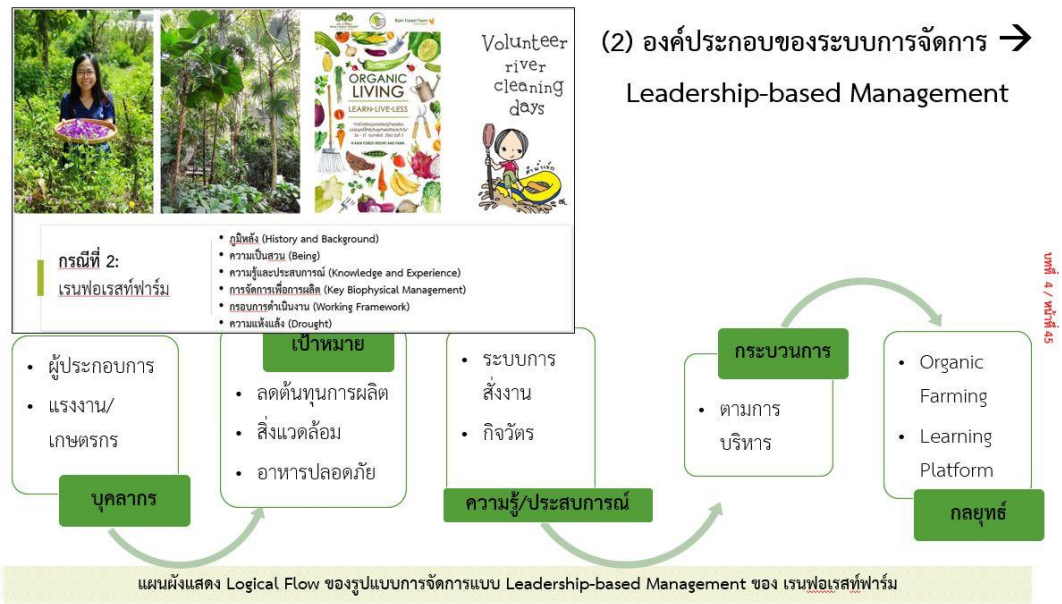 Rain Forest Farm
ORGANIC
LIVING
LEARN•LIVE•LESS
@ RAIN FOREST RESORT AND FARM
Volunteer
river
cleaning
days
(2) องค์ประกอบของระบบการจัดการ →
Leadership-based Management
กรณีที่ 2:
เรนฟอเรสท์ฟาร์ม
• ภูมิหลัง (History and Background)
• ความเป็นสวน (Being)
• ความรู้และประสบการณ์ (Knowledge and Experience)
• การจัดการเพื่อการผลิต (Key Biophysical Management)
• กรอบการดำเนินงาน (Working Framework)
• ความแห้งแล้ง (Drought)
บทที่ 4 / หน้าที่ 45
• ผู้ประกอบการ
• แรงงาน/
เกษตรกร
บุคลากร
เป้าหมาย
• ลดต้นทุนการผลิต
• สิ่งแวดล้อม
• อาหารปลอดภัย
• ระบบการ
สั่งงาน
• กิจวัตร
ความรู้/ประสบการณ์
กระบวนการ
• ตามการ
บริหาร
• Organic
Farming
• Learning
Platform
กลยุทธ์
แผนผังแสดง Logical Flow ของรูปแบบการจัดการแบบ Leadership-based Management ของ เรนฟอเรสท์ฟาร์ม